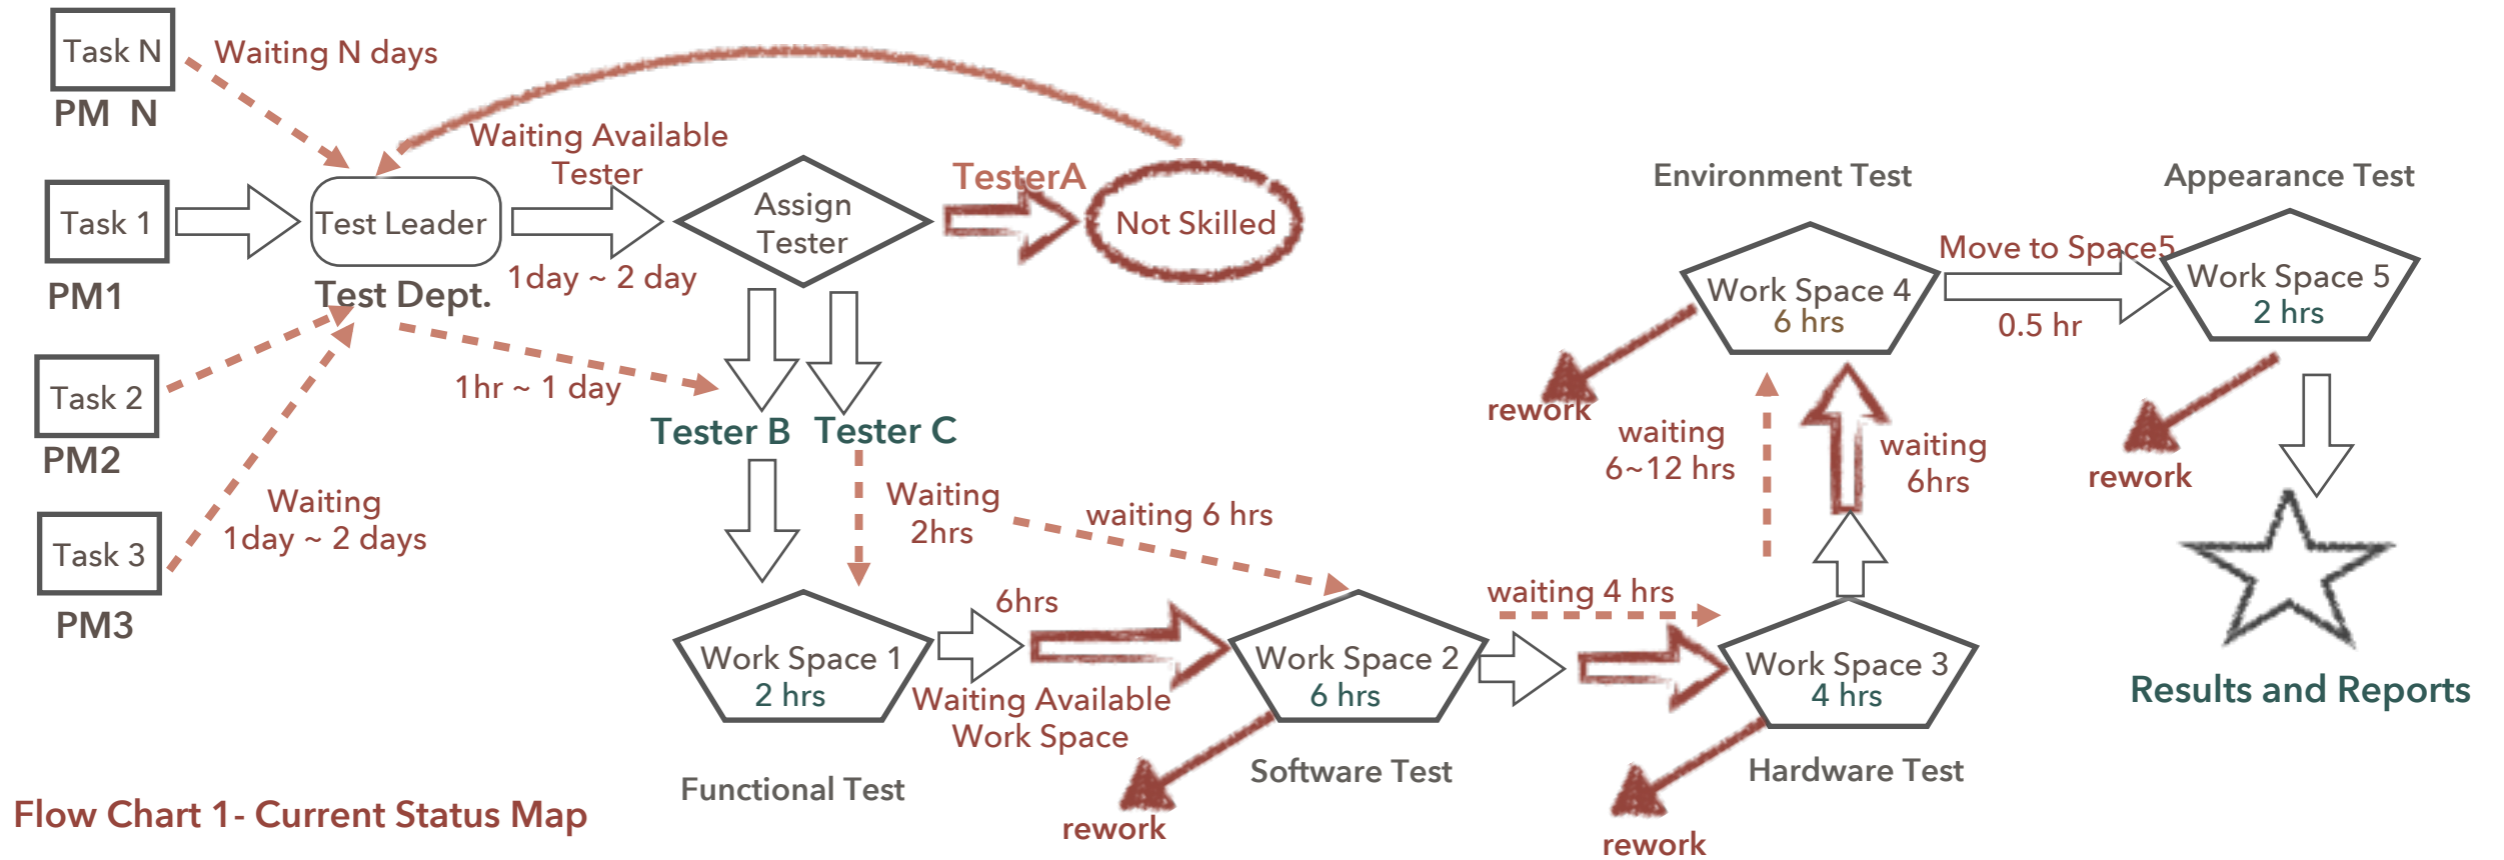 Task N
PM N
Waiting N days
Task 1
PM1
Test Leader
Test Dept.
Waiting Available
Tester
1day ~ 2 day
Assign
Tester
TesterA
Not Skilled
Task 2
PM2
Task 3
PM3
Waiting
1day ~ 2 days
1hr ~ 1 day
Tester B
Tester C
Waiting
2hrs
waiting 6 hrs
Work Space 1
2 hrs
Functional Test
6hrs
Waiting Available
Work Space
Work Space 2
6 hrs
Software Test
rework
waiting 4 hrs
Work Space 3
4 hrs
Hardware Test
rework
waiting
6~12 hrs
waiting
6hrs
Environment Test
Work Space 4
6 hrs
rework
Move to Space5
0.5 hr
Appearance Test
Work Space 5
2 hrs
rework
Results and Reports
Flow Chart 1- Current Status Map